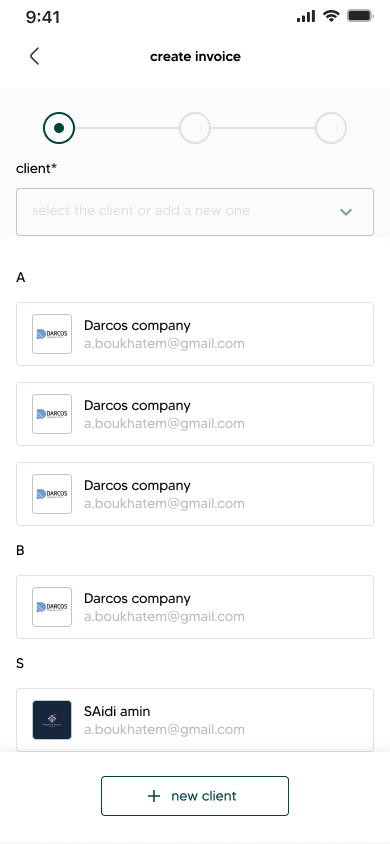 9:41
create invoice
client*
select the client or add a new one
A
DARCOS
Darcos company
a.boukhatem@gmail.com
DARCOS
Darcos company
a.boukhatem@gmail.com
DARCOS
Darcos company
a.boukhatem@gmail.com
B
DARCOS
Darcos company
a.boukhatem@gmail.com
S
SAidi amin
a.boukhatem@gmail.com
+ new client